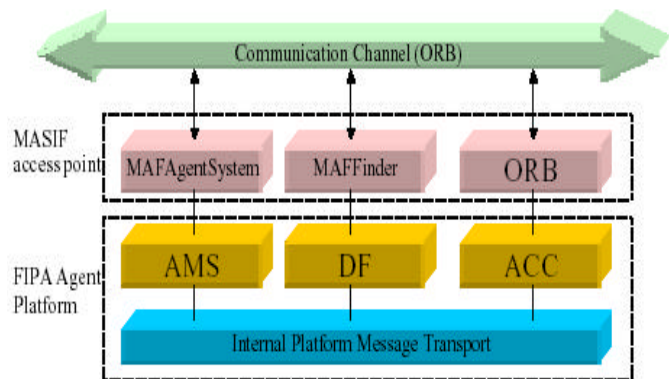 Communication Channel (ORB)
MASIF
access point
MAFAgentSystem
MAFFinder
ORB
FIPA Agent
Platform
AMS
DF
ACC
Internal Platform Message Transport